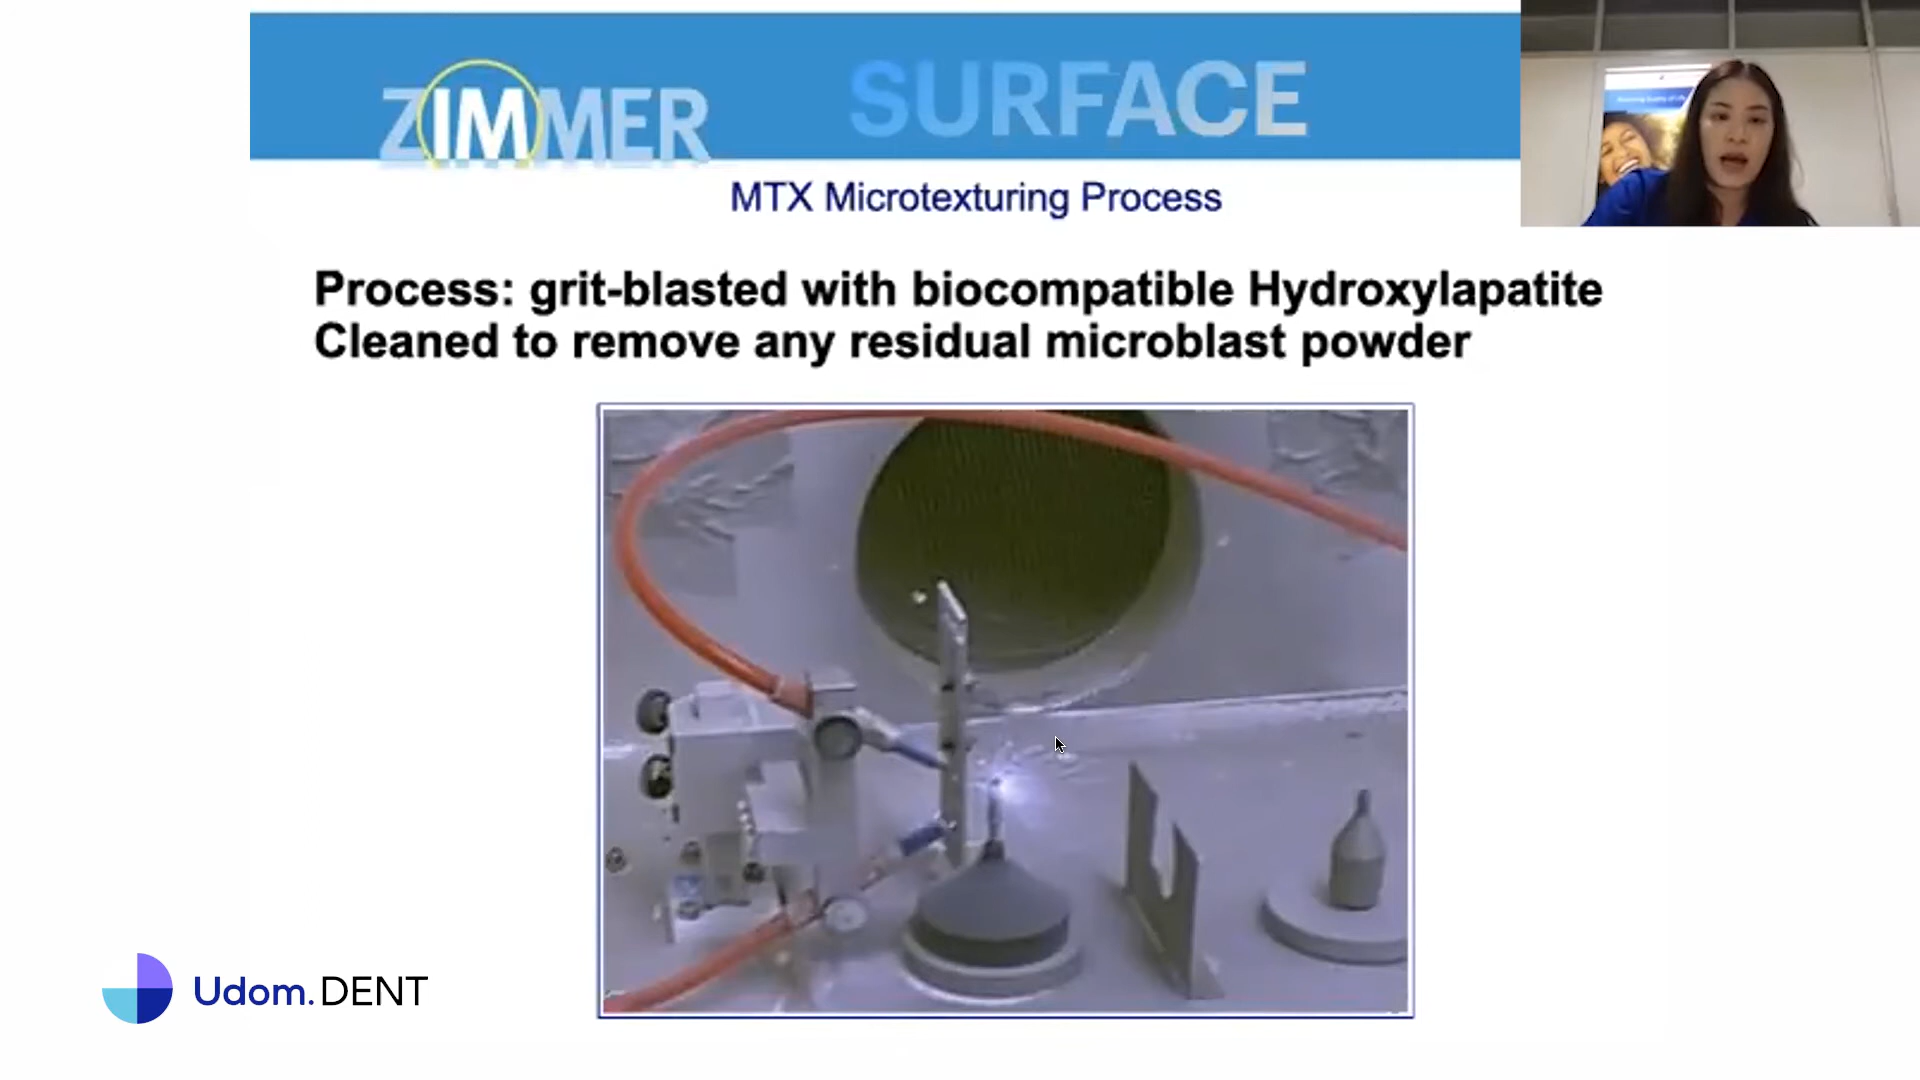 ZIMMER
SURFACE
MTX Microtexturing Process
Process: grit-blasted with biocompatible Hydroxylapatite
Cleaned to remove any residual microblast powder
Udom.DENT